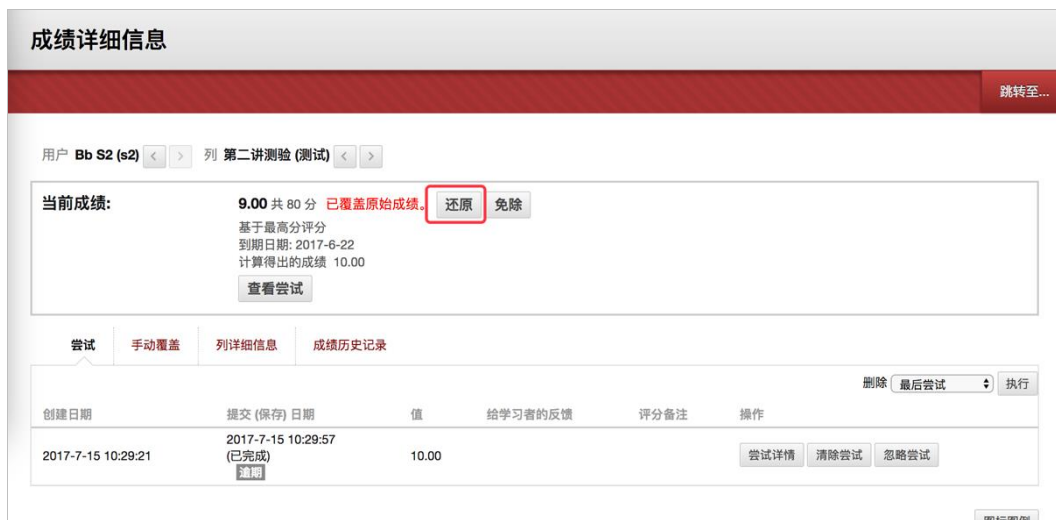 成绩详细信息
跳转至...
用户 Bb S2 (s2) < > 列 第二讲测验 (测试) < >
当前成绩: 9.00 共 80 分 已覆盖原始成绩。 还原 免除
基于最高分评分
到期日期: 2017-6-22
计算得出的成绩 10.00
查看尝试
尝试 手动覆盖 列详细信息 成绩历史记录
删除 最后尝试 执行
创建日期 提交 (保存) 日期 值 给学习者的反馈 评分备注 操作
2017-7-15 10:29:21 2017-7-15 10:29:57 10.00 尝试详情 清除尝试 忽略尝试
(已完成)
逾期
图标图例